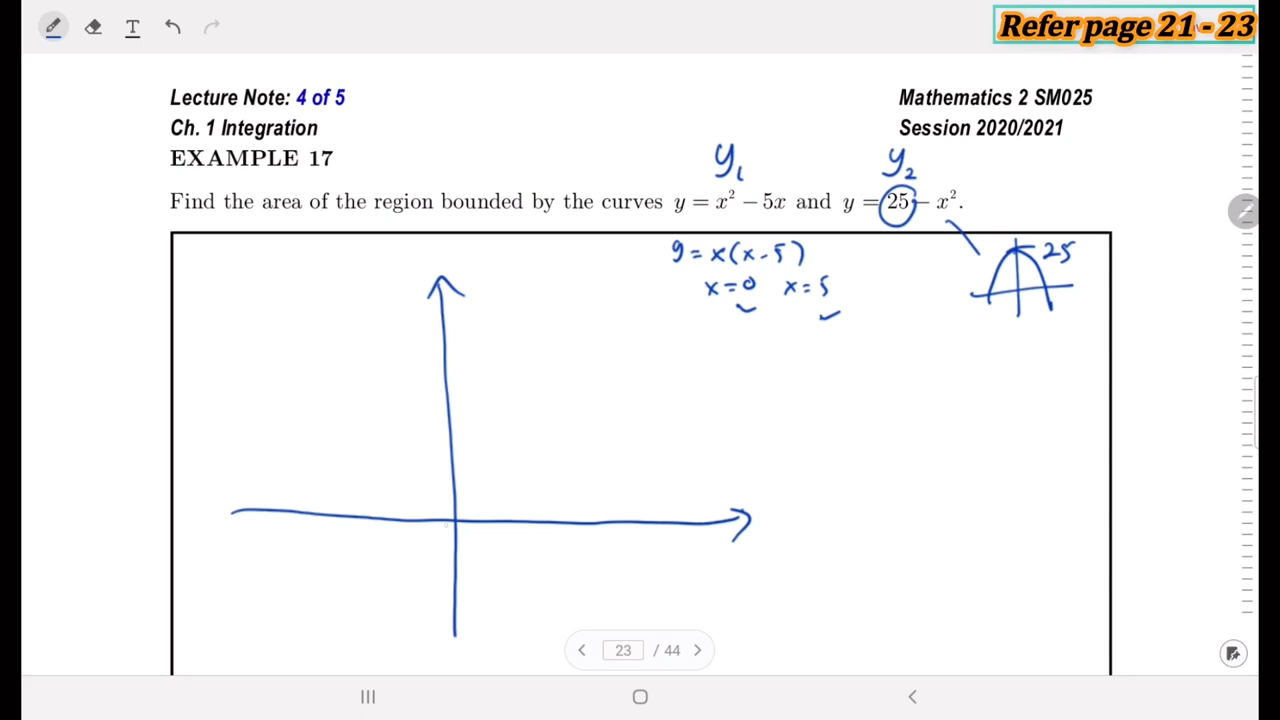 T
Refer page 21 - 23
Lecture Note: 4 of 5
Mathematics 2 SM025
Ch. 1 Integration
Session 2020/2021
EXAMPLE 17
y₁
y₂
Find the area of the region bounded by the curves y = x² − 5x and y = 25 − x².
y = x(x - 5)
x = 0 x = 5
25
23 / 44